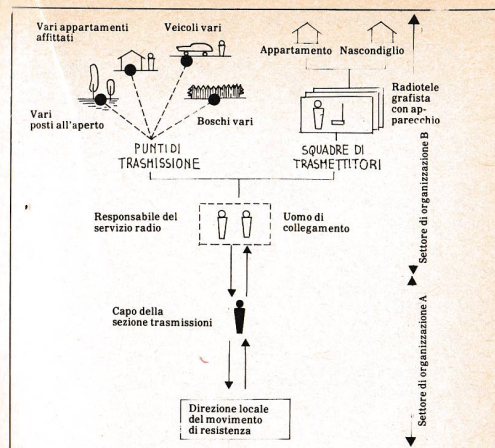 Vari appartamenti
affittati
Veicoli vari
Appartamento
Nascondiglio
Vari
posti all'aperto
Boschi vari
Radiotele
grafista
con ap-
parecchio
PUNTI DI
TRASMISSIONE
SQUADRE DI
TRASMETTITORI
Settore di organizzazione B
Responsabile del
servizio radio
Uomo di
collegamento
Capo della
sezione trasmissioni
Settore di organizzazione A
Direzione locale
del movimento
di resistenza